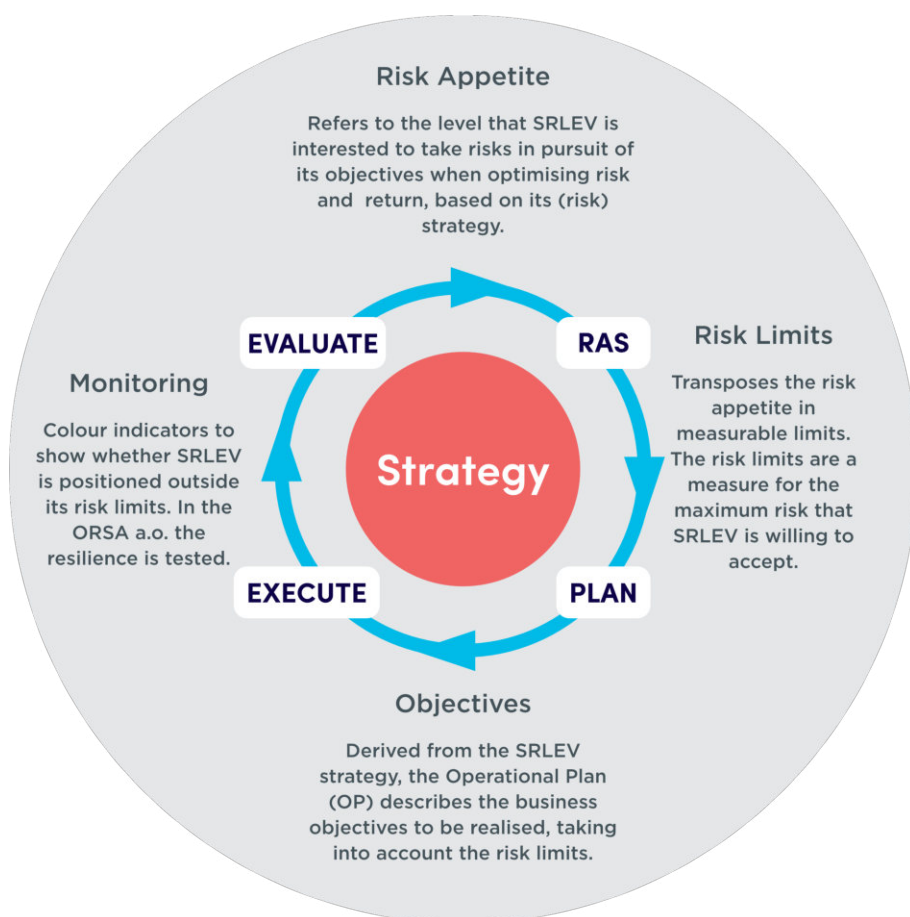 Risk Appetite
Refers to the level that SRLEV is
interested to take risks in pursuit of
its objectives when optimising risk
and return, based on its (risk)
strategy.
EVALUATE
RAS
Risk Limits
Transposes the risk
appetite in
measurable limits.
The risk limits are a
measure for the
maximum risk that
SRLEV is willing to
accept.
Monitoring
Colour indicators to
show whether SRLEV
is positioned outside
its risk limits. In the
ORSA a.o. the
resilience is tested.
Strategy
EXECUTE
PLAN
Objectives
Derived from the SRLEV
strategy, the Operational Plan
(OP) describes the business
objectives to be realised, taking
into account the risk limits.